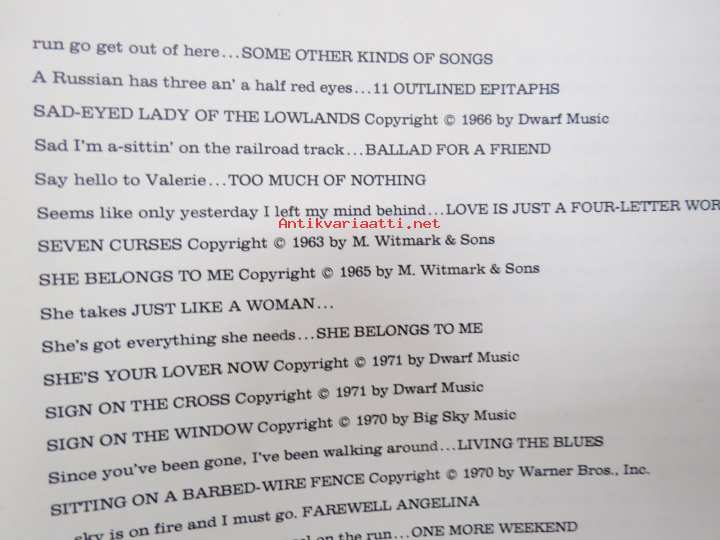 run go get out of here...SOME OTHER KINDS OF SONGS
A Russian has three an' a half red eyes...11 OUTLINED EPITAPHS
SAD-EYED LADY OF THE LOWLANDS Copyright © 1966 by Dwarf Music
Sad I'm a-sittin' on the railroad track...BALLAD FOR A FRIEND
Say hello to Valerie...TOO MUCH OF NOTHING
Seems like only yesterday I left my mind behind...LOVE IS JUST A FOUR-LETTER WOR
Antikvariaatti.net
SEVEN CURSES Copyright © 1963 by M. Witmark & Sons
SHE BELONGS TO ME Copyright © 1965 by M. Witmark & Sons
She takes JUST LIKE A WOMAN...
She's got everything she needs...SHE BELONGS TO ME
SHE'S YOUR LOVER NOW Copyright © 1971 by Dwarf Music
SIGN ON THE CROSS Copyright © 1971 by Dwarf Music
SIGN ON THE WINDOW Copyright © 1970 by Big Sky Music
Since you've been gone, I've been walking around...LIVING THE BLUES
SITTING ON A BARBED-WIRE FENCE Copyright © 1970 by Warner Bros., Inc.
sky is on fire and I must go. FAREWELL ANGELINA
on the run...ONE MORE WEEKEND